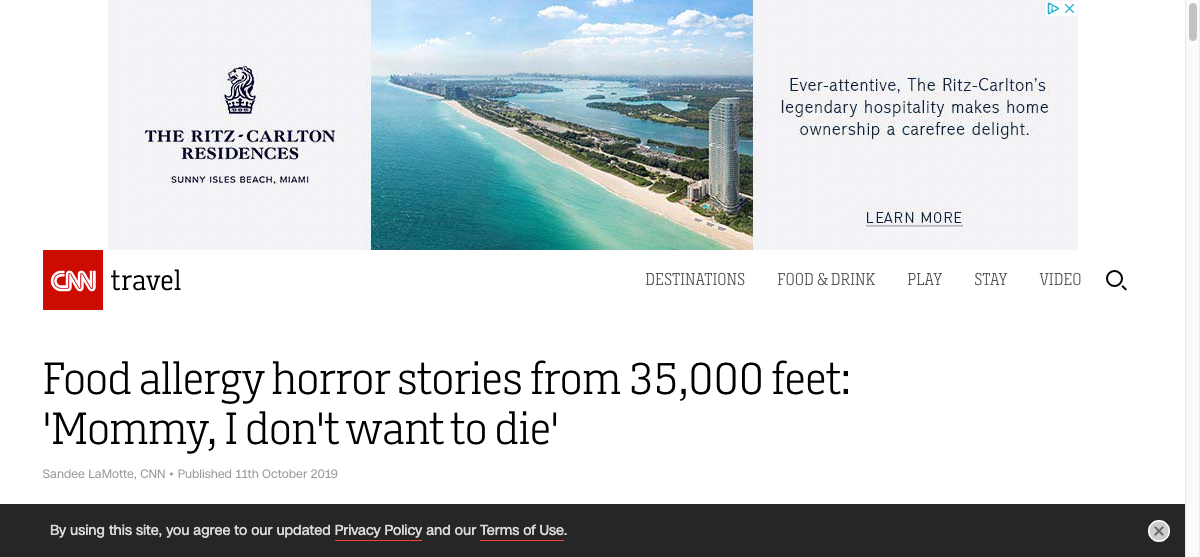 THE RITZ-CARLTON
RESIDENCES
SUNNY ISLES BEACH, MIAMI
Ever-attentive, The Ritz-Carlton's
legendary hospitality makes home
ownership a carefree delight.
LEARN MORE
CNN travel
DESTINATIONS FOOD & DRINK PLAY STAY VIDEO
Food allergy horror stories from 35,000 feet:
'Mommy, I don't want to die'
Sandee LaMotte, CNN • Published 11th October 2019
By using this site, you agree to our updated Privacy Policy and our Terms of Use.